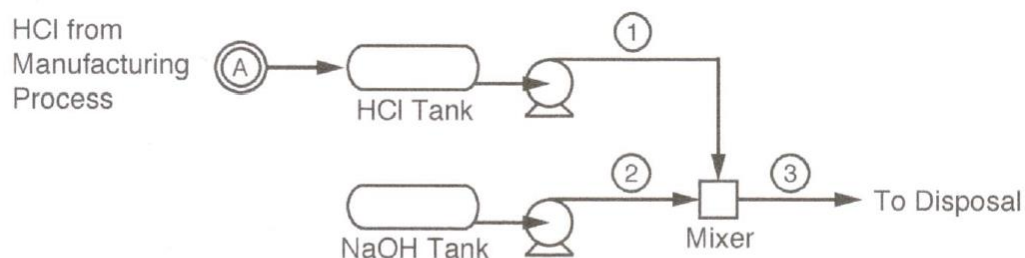 HCl from
Manufacturing
Process
A
HCl Tank
1
NaOH Tank
2
Mixer
3
To Disposal